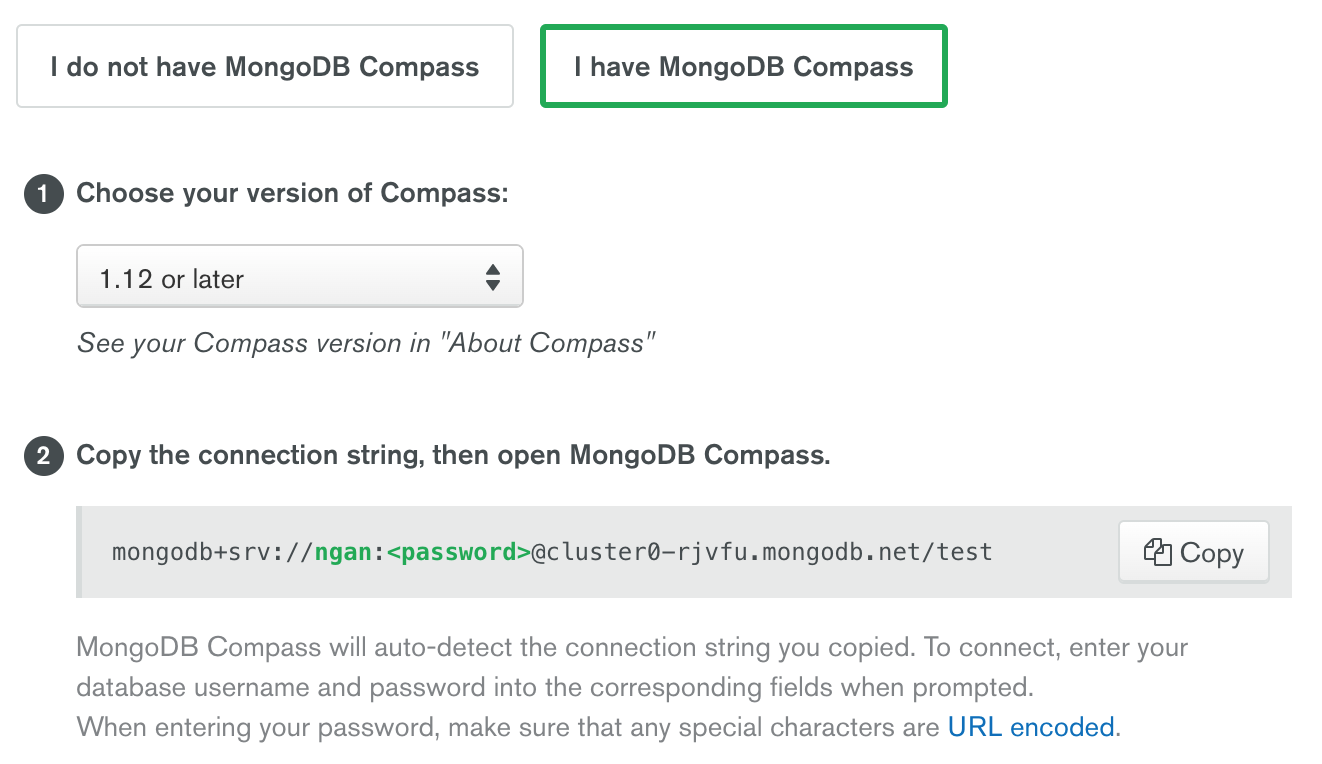 I do not have MongoDB Compass
I have MongoDB Compass
1 Choose your version of Compass:
1.12 or later
See your Compass version in "About Compass"
2 Copy the connection string, then open MongoDB Compass.
mongodb+srv://ngan:<password>@cluster0-rjvfu.mongodb.net/test
Copy
MongoDB Compass will auto-detect the connection string you copied. To connect, enter your
database username and password into the corresponding fields when prompted.
When entering your password, make sure that any special characters are URL encoded.